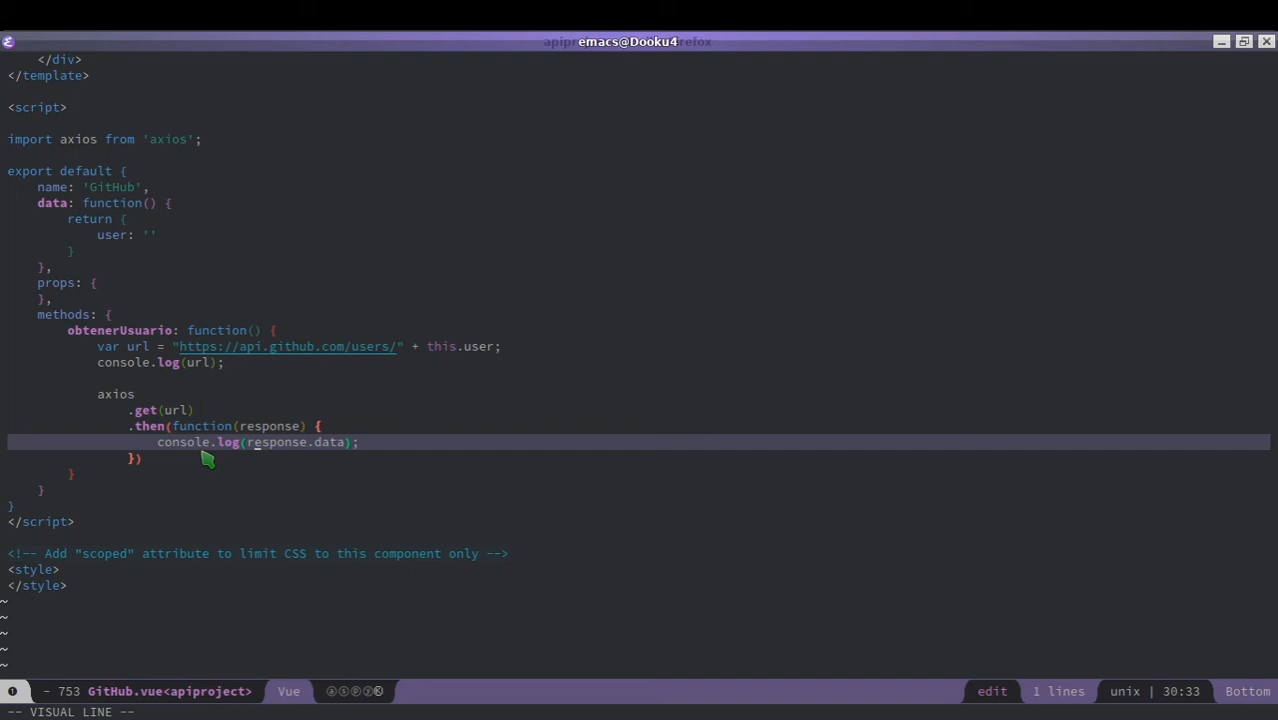 emacs@Dooku4
</div>
</template>
<script>
import axios from 'axios';
export default {
name: 'GitHub',
data: function() {
return {
user: ''
}
},
props: {
},
methods: {
obtenerUsuario: function() {
var url = "https://api.github.com/users/" + this.user;
console.log(url);
axios
.get(url)
.then(function(response) {
console.log(response.data);
})
}
}
}
</script>
<!-- Add "scoped" attribute to limit CSS to this component only -->
<style>
</style>
~
~
~
~
~
❶ - 753 GitHub.vue<apiproject> Vue ⓐⓢⓟⓨⓀ edit 1 lines unix | 30:33 Bottom
-- VISUAL LINE --